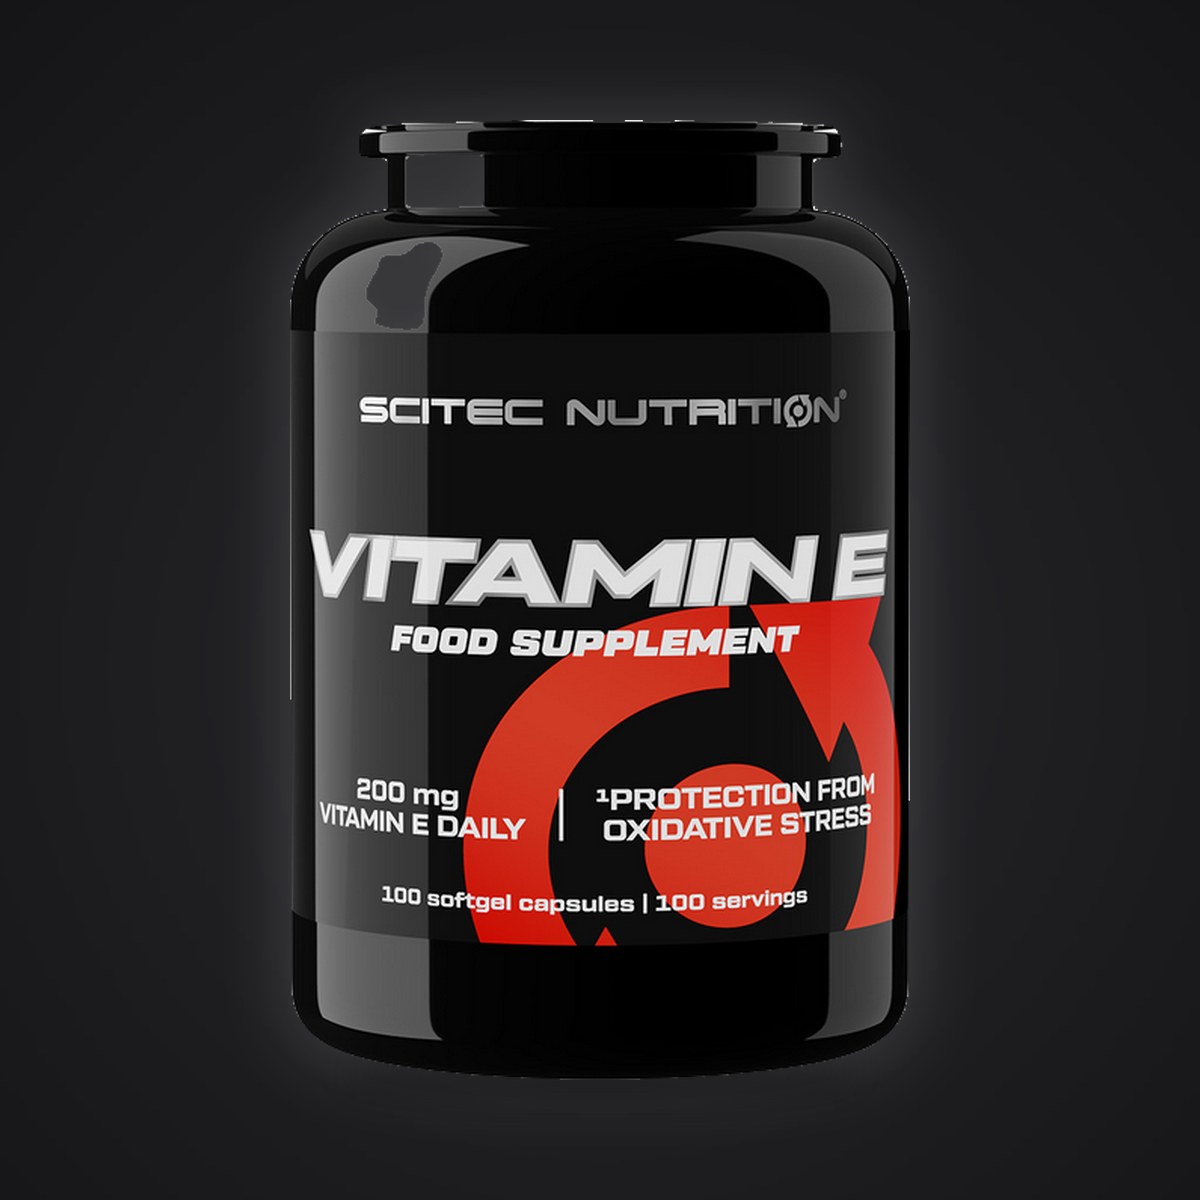 SCITEC NUTRITION®
VITAMIN E
FOOD SUPPLEMENT
200 mg
VITAMIN E DAILY
¹PROTECTION FROM
OXIDATIVE STRESS
100 softgel capsules | 100 servings